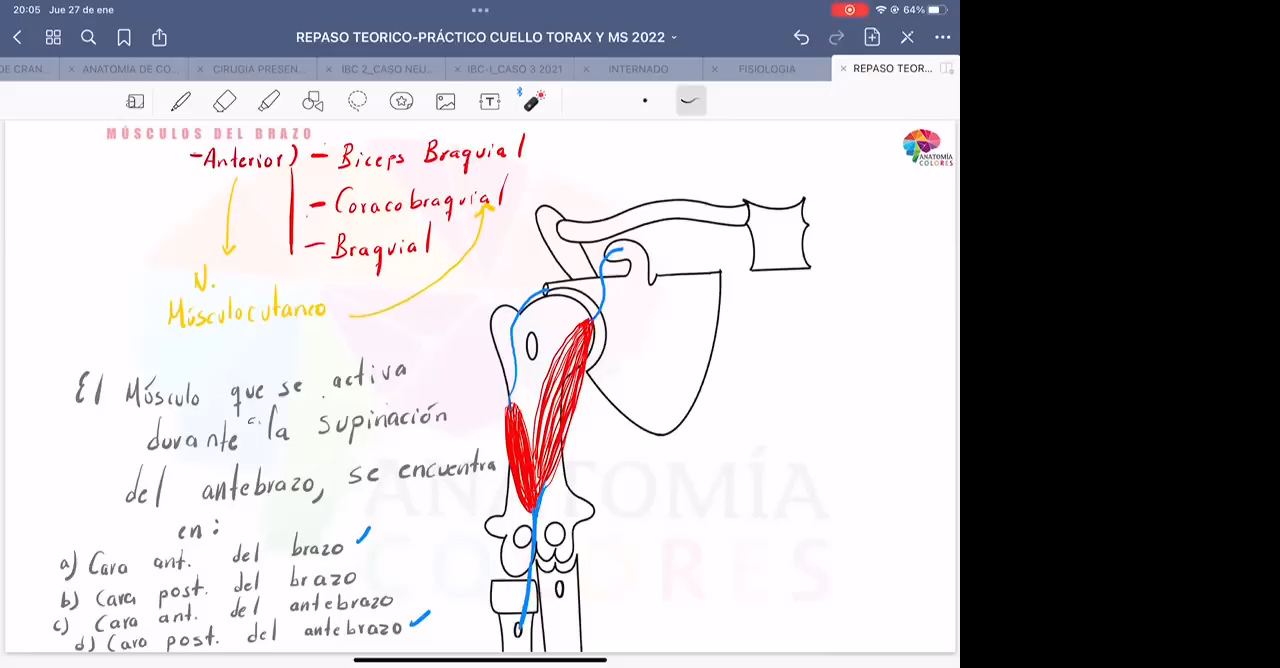 20:05 Jue 27 de ene
64%
REPASO TEORICO-PRÁCTICO CUELLO TORAX Y MS 2022
DE CRAN...
ANATOMÍA DE CO...
CIRUGIA PRESEN...
IBC 2_CASO NEU...
IBC-I_CASO 3 2021
INTERNADO
FISIOLOGIA
REPASO TEOR...
MÚSCULOS DEL BRAZO
-Anterior) - Biceps Braquial
- Coracobraquial
- Braquial
N.
Músculocutaneo
ANATOMÍA
COLORES
El Músculo que se activa
durante la supinación
del antebrazo, se encuentra
en:
a) Cara ant. del brazo
b) Cara post. del brazo
c) Cara ant. del antebrazo
d) Cara post. del antebrazo
ANATOMÍA
COLORES